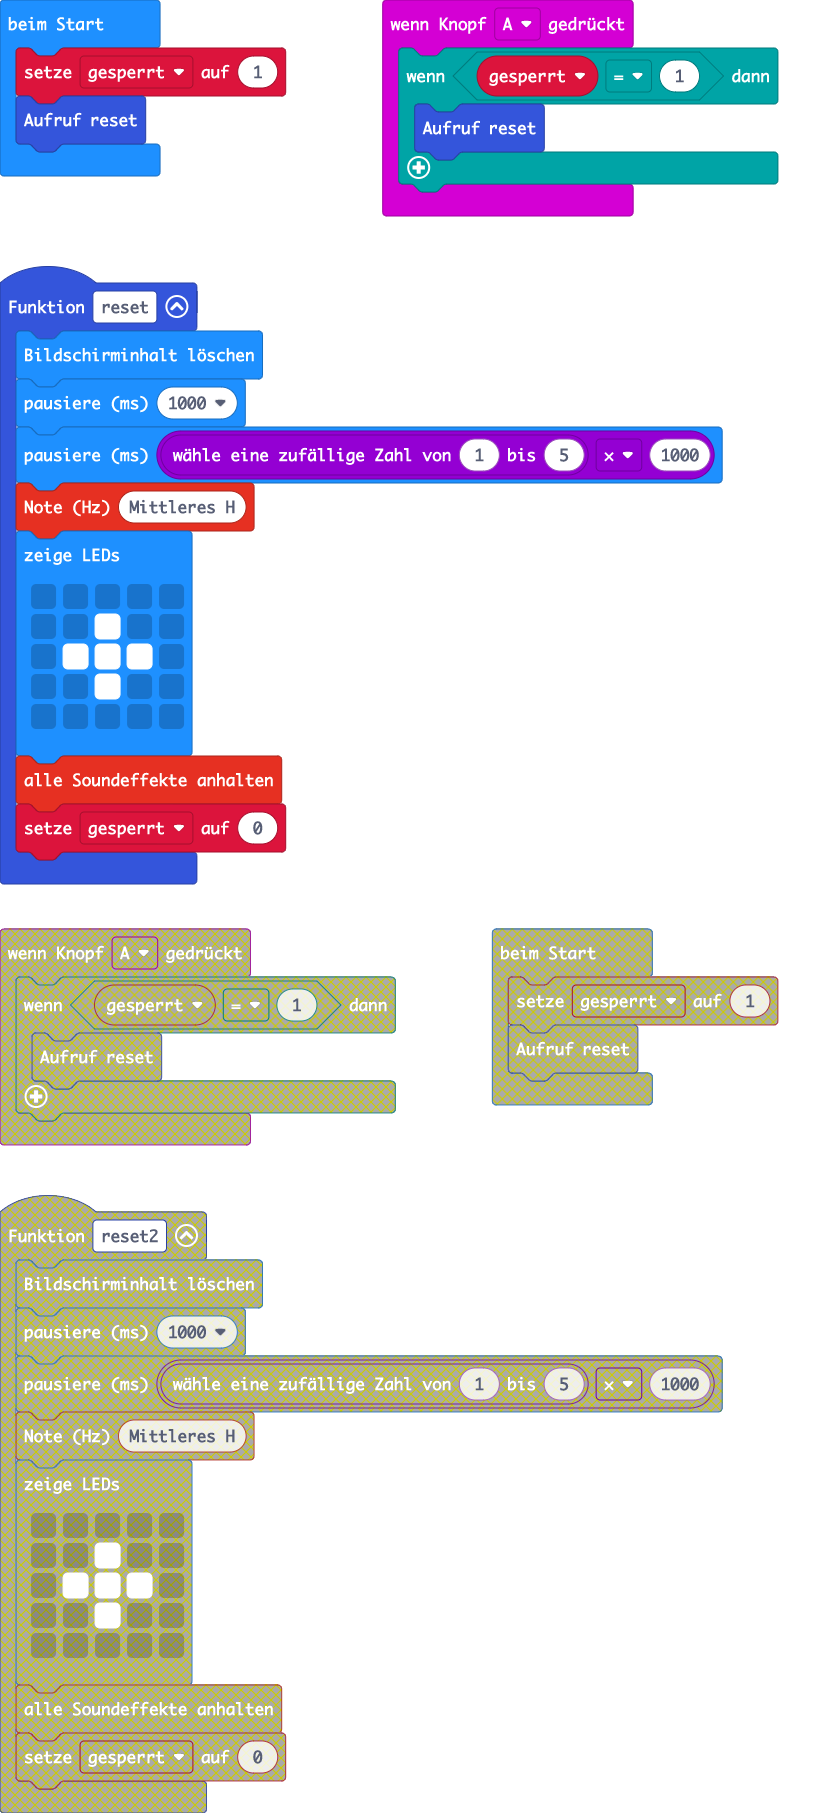 beim Start
setze gesperrt auf 1
Aufruf reset
wenn Knopf A gedrückt
wenn gesperrt = 1 dann
Aufruf reset
Funktion reset
Bildschirminhalt löschen
pausiere (ms) 1000
pausiere (ms) wähle eine zufällige Zahl von 1 bis 5 × 1000
Note (Hz) Mittleres H
zeige LEDs
alle Soundeffekte anhalten
setze gesperrt auf 0
wenn Knopf A gedrückt
wenn gesperrt = 1 dann
Aufruf reset
beim Start
setze gesperrt auf 1
Aufruf reset
Funktion reset2
Bildschirminhalt löschen
pausiere (ms) 1000
pausiere (ms) wähle eine zufällige Zahl von 1 bis 5 × 1000
Note (Hz) Mittleres H
zeige LEDs
alle Soundeffekte anhalten
setze gesperrt auf 0